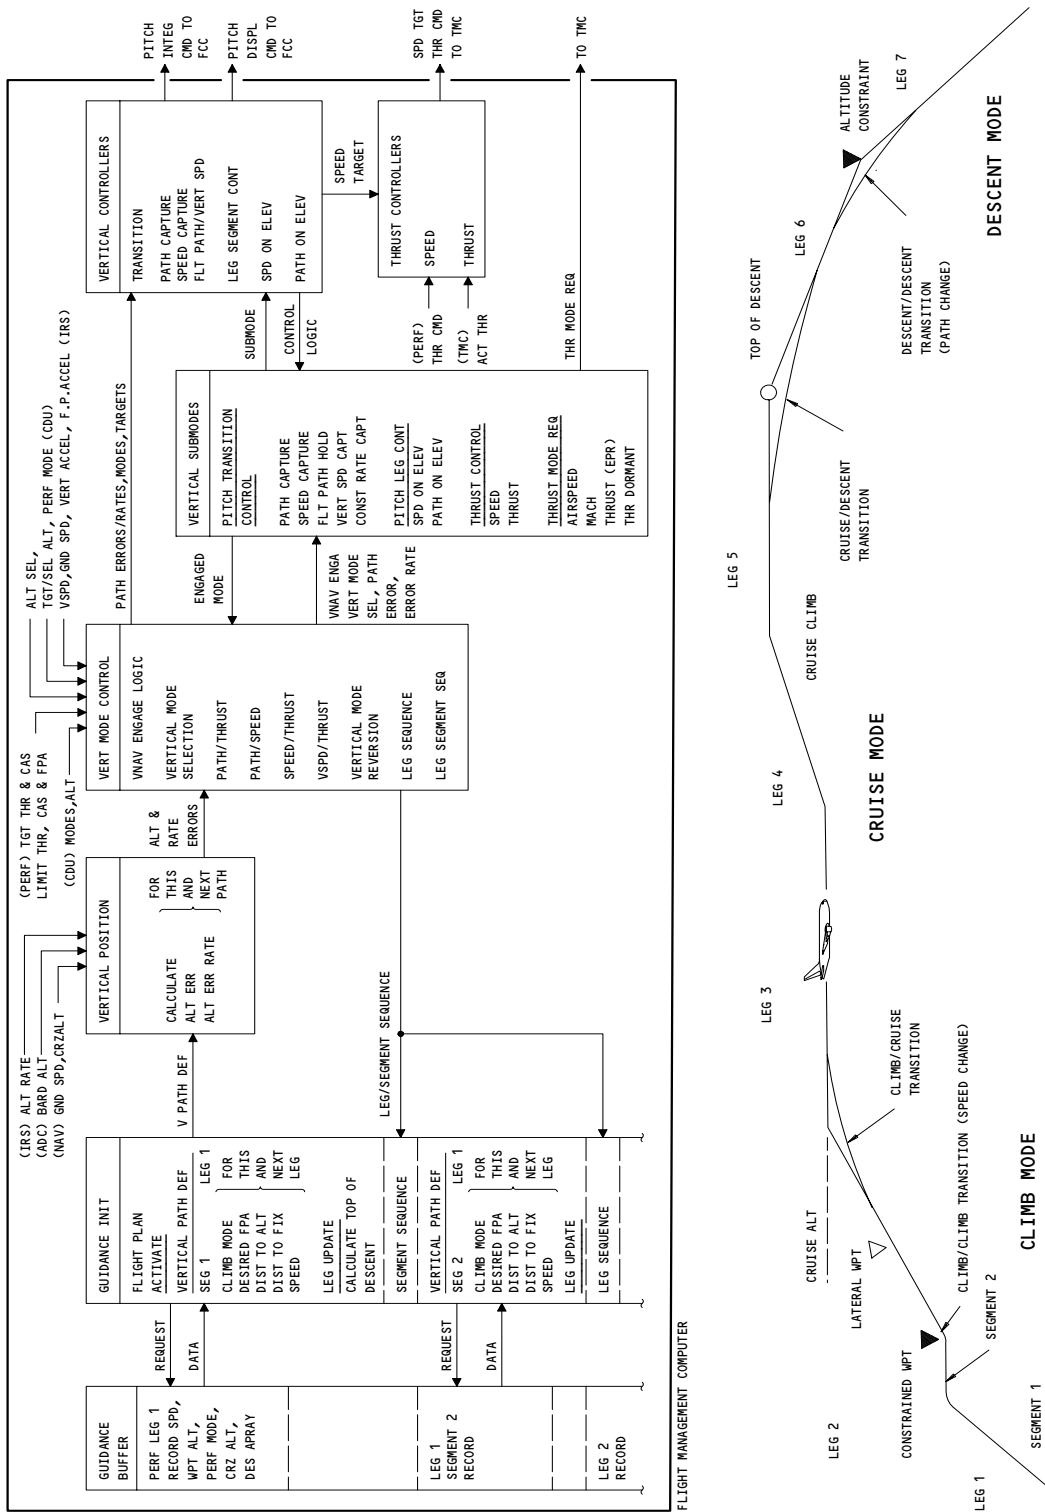 GUIDANCE
BUFFER
PERF LEG 1
RECORD SPD,
WPT ALT,
PERF MODE,
CRZ ALT,
DES APRAY
LEG 1
SEGMENT 2
RECORD
LEG 2
RECORD
REQUEST
DATA
REQUEST
DATA
GUIDANCE INIT
FLIGHT PLAN
ACTIVATE
VERTICAL PATH DEF
SEG 1 LEG 1
CLIMB MODE
DESIRED FPA
DIST TO ALT
DIST TO FIX
SPEED
FOR
THIS
AND
NEXT
LEG
LEG UPDATE
CALCULATE TOP OF
DESCENT
SEGMENT SEQUENCE
VERTICAL PATH DEF
SEG 2 LEG 1
CLIMB MODE
DESIRED FPA
DIST TO ALT
DIST TO FIX
SPEED
FOR
THIS
AND
NEXT
LEG
LEG UPDATE
LEG SEQUENCE
V PATH DEF
LEG/SEGMENT SEQUENCE
(IRS) ALT RATE
(ADC) BARD ALT
(NAV) GND SPD,CRZALT
VERTICAL POSITION
CALCULATE
ALT ERR
ALT ERR RATE
FOR
THIS
AND
NEXT
PATH
ALT &
RATE
ERRORS
(PERF) TGT THR & CAS
LIMIT THR, CAS & FPA
(CDU) MODES,ALT
ALT SEL,
TGT/SEL ALT, PERF MODE (CDU)
VSPD,GND SPD, VERT ACCEL, F.P.ACCEL (IRS)
VERT MODE CONTROL
VNAV ENGAGE LOGIC
VERTICAL MODE
SELECTION
PATH/THRUST
PATH/SPEED
SPEED/THRUST
VSPD/THRUST
VERTICAL MODE
REVERSION
LEG SEQUENCE
LEG SEGMENT SEQ
PATH ERRORS/RATES,MODES,TARGETS
ENGAGED
MODE
VNAV ENGA
VERT MODE
SEL, PATH
ERROR,
ERROR RATE
VERTICAL SUBMODES
PITCH TRANSITION
CONTROL
PATH CAPTURE
SPEED CAPTURE
FLT PATH HOLD
VERT SPD CAPT
CONST RATE CAPT
PITCH LEG CONT
SPD ON ELEV
PATH ON ELEV
THRUST CONTROL
SPEED
THRUST
THRUST MODE REQ
AIRSPEED
MACH
THRUST (EPR)
THR DORMANT
SUBMODE
CONTROL
LOGIC
(PERF)
THR CMD
(TMC)
ACT THR
THR MODE REQ
VERTICAL CONTROLLERS
TRANSITION
PATH CAPTURE
SPEED CAPTURE
FLT PATH/VERT SPD
LEG SEGMENT CONT
SPD ON ELEV
PATH ON ELEV
SPEED
TARGET
THRUST CONTROLLERS
SPEED
THRUST
PITCH
INTEG
CMD TO
FCC
PITCH
DISPL
CMD TO
FCC
SPD TGT
THR CMD
TO TMC
TO TMC
FLIGHT MANAGEMENT COMPUTER
LEG 1
SEGMENT 1
LEG 2
CONSTRAINED WPT
SEGMENT 2
CLIMB/CLIMB TRANSITION (SPEED CHANGE)
LATERAL WPT
CRUISE ALT
CLIMB/CRUISE
TRANSITION
CLIMB MODE
LEG 3
LEG 4
CRUISE MODE
CRUISE CLIMB
LEG 5
CRUISE/DESCENT
TRANSITION
TOP OF DESCENT
LEG 6
DESCENT/DESCENT
TRANSITION
(PATH CHANGE)
ALTITUDE
CONSTRAINT
LEG 7
DESCENT MODE